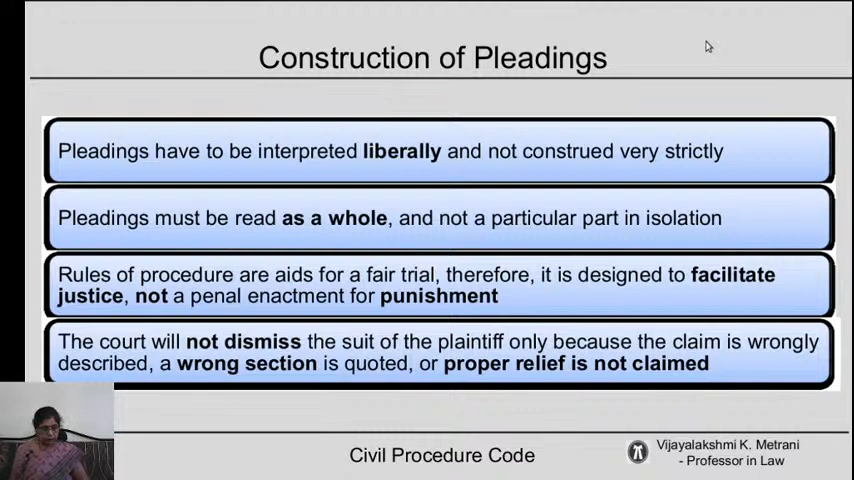 Construction of Pleadings
Pleadings have to be interpreted liberally and not construed very strictly
Pleadings must be read as a whole, and not a particular part in isolation
Rules of procedure are aids for a fair trial, therefore, it is designed to facilitate
justice, not a penal enactment for punishment
The court will not dismiss the suit of the plaintiff only because the claim is wrongly
described, a wrong section is quoted, or proper relief is not claimed
Civil Procedure Code
Vijayalakshmi K. Metrani
- Professor in Law